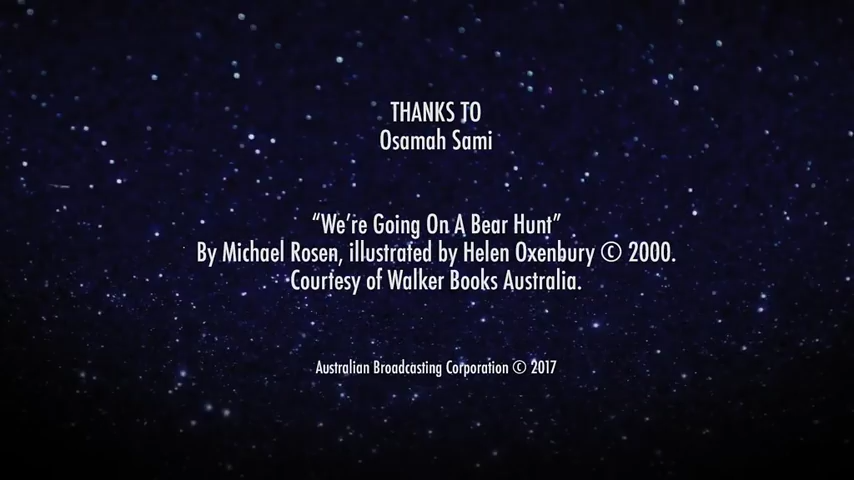 THANKS TO
Osamah Sami
“We’re Going On A Bear Hunt”
By Michael Rosen, illustrated by Helen Oxenbury © 2000.
Courtesy of Walker Books Australia.
Australian Broadcasting Corporation © 2017